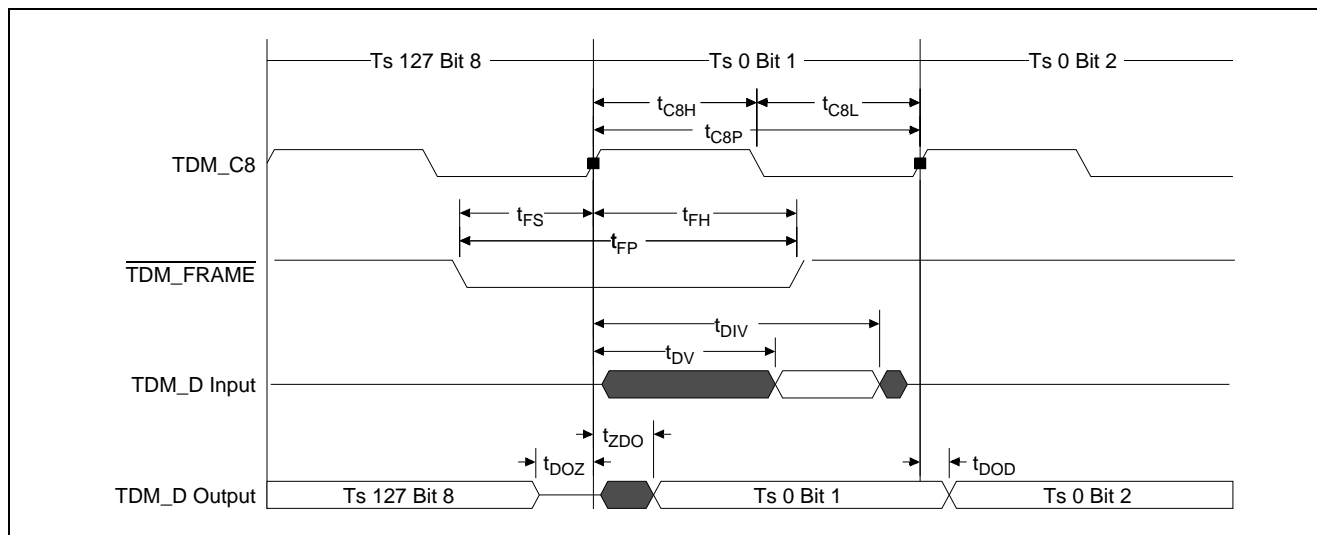 Ts 127 Bit 8 Ts 0 Bit 1 Ts 0 Bit 2
tC8H tC8L
tC8P
TDM_C8
tFS tFH
tFP
TDM_FRAME
tDIV
tDV
TDM_D Input
tZDO
tDOZ tDOD
TDM_D Output Ts 127 Bit 8 Ts 0 Bit 1 Ts 0 Bit 2